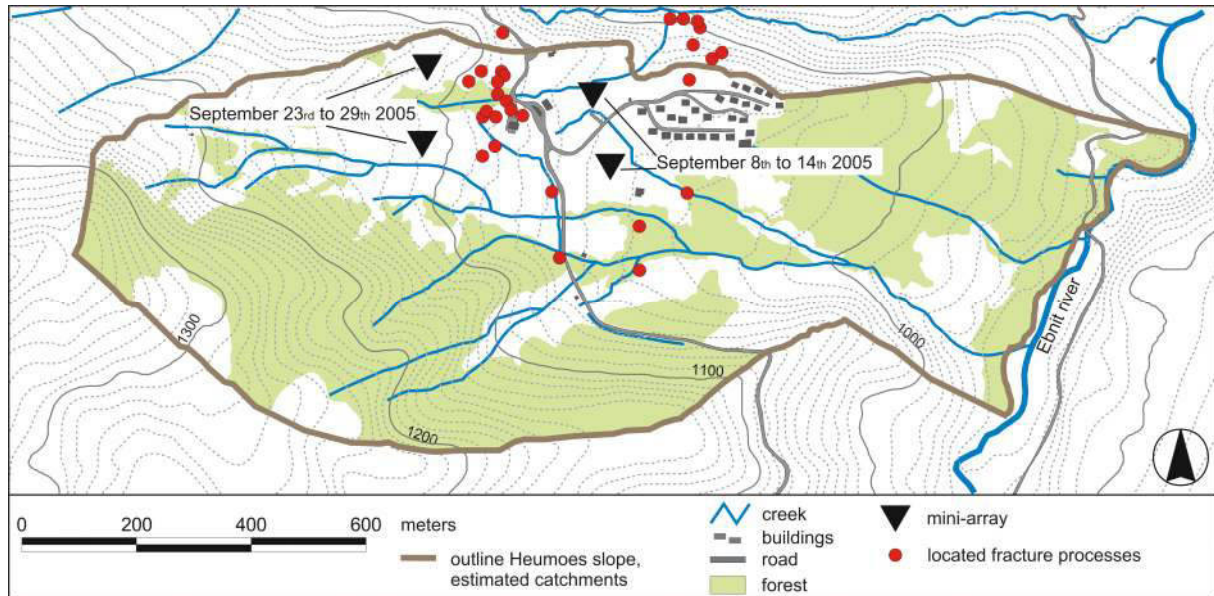 September 23rd to 29th 2005
September 8th to 14th 2005
1300
1000
Ebnit river
1100
1200
0 200 400 600 meters
outline Heumoes slope,
estimated catchments
creek
buildings
road
forest
mini-array
located fracture processes